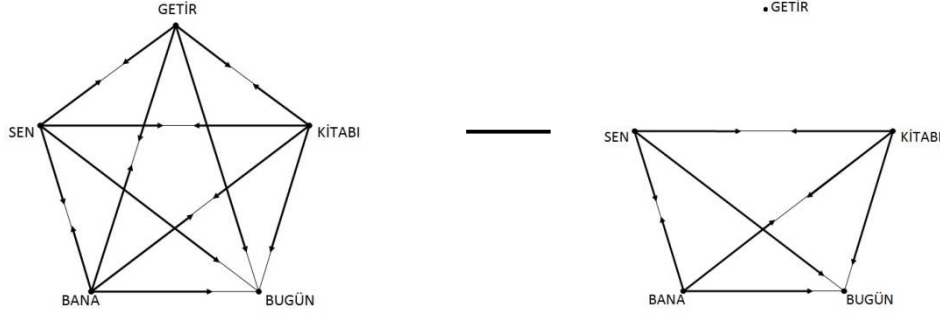 GETİR
SEN
KİTABI
BANA
BUGÜN
GETİR
SEN
KİTABI
BANA
BUGÜN